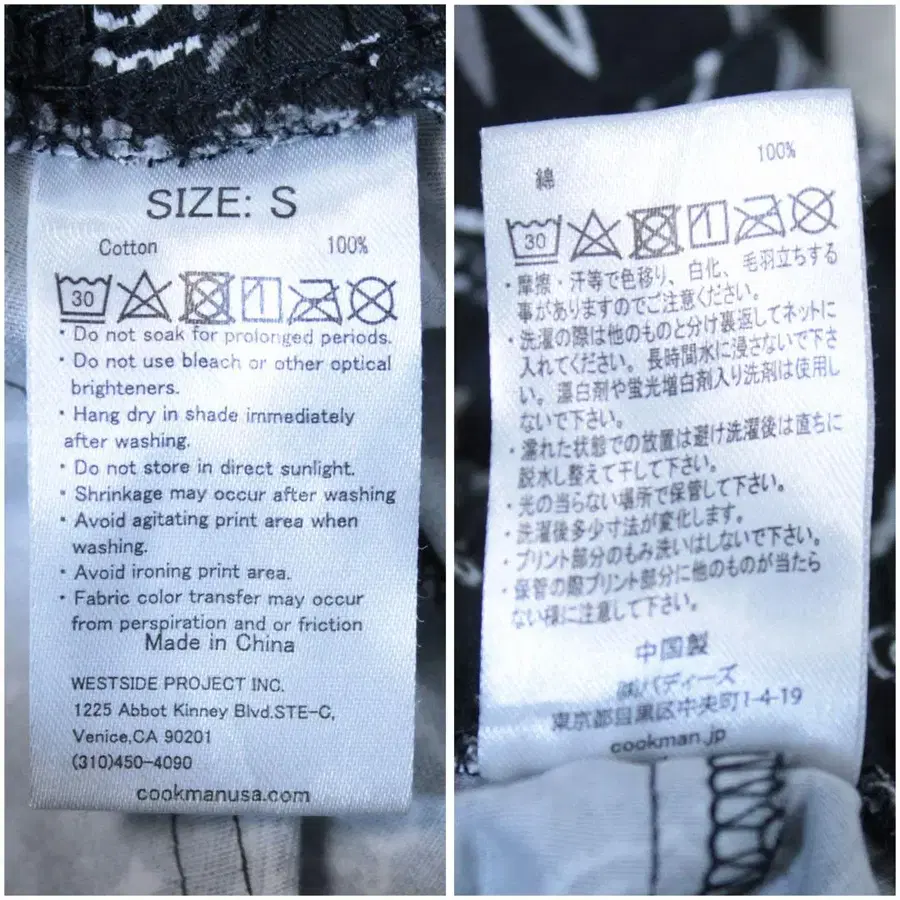 SIZE: S
Cotton 100%
30
• Do not soak for prolonged periods.
• Do not use bleach or other optical
brighteners.
• Hang dry in shade immediately
after washing.
• Do not store in direct sunlight.
• Shrinkage may occur after washing
• Avoid agitating print area when
washing.
• Avoid ironing print area.
• Fabric color transfer may occur
from perspiration and or friction
Made in China
WESTSIDE PROJECT INC.
1225 Abbot Kinney Blvd.STE-C,
Venice,CA 90201
(310)450-4090
cookmanusa.com
綿 100%
30
・摩擦・汗等で色移り、白化、毛羽立ちする
事がありますのでご注意ください。
・洗濯の際は他のものと分け裏返してネットに
入れてください。長時間水に浸さないで下さ
い。漂白剤や蛍光増白剤入り洗剤は使用し
ないで下さい。
・濡れた状態での放置は避け洗濯後は直ちに
脱水し整えて干して下さい。
・光の当らない場所で保管して下さい。
・洗濯後多少寸法が変化します。
・プリント部分のもみ洗いはしないで下さい。
・保管の際プリント部分に他のものが当たら
ない様に注意して下さい。
中国製
㈱バディーズ
東京都目黒区中央町1-4-19
cookman.jp